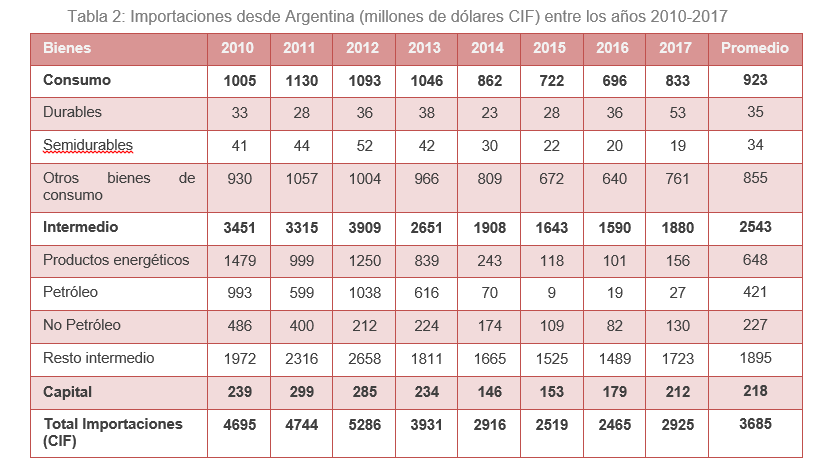 Tabla 2: Importaciones desde Argentina (millones de dólares CIF) entre los años 2010-2017
Bienes 2010 2011 2012 2013 2014 2015 2016 2017 Promedio
Consumo 1005 1130 1093 1046 862 722 696 833 923
Durables 33 28 36 38 23 28 36 53 35
Semidurables 41 44 52 42 30 22 20 19 34
Otros bienes de
consumo 930 1057 1004 966 809 672 640 761 855
Intermedio 3451 3315 3909 2651 1908 1643 1590 1880 2543
Productos energéticos 1479 999 1250 839 243 118 101 156 648
Petróleo 993 599 1038 616 70 9 19 27 421
No Petróleo 486 400 212 224 174 109 82 130 227
Resto intermedio 1972 2316 2658 1811 1665 1525 1489 1723 1895
Capital 239 299 285 234 146 153 179 212 218
Total Importaciones
(CIF) 4695 4744 5286 3931 2916 2519 2465 2925 3685